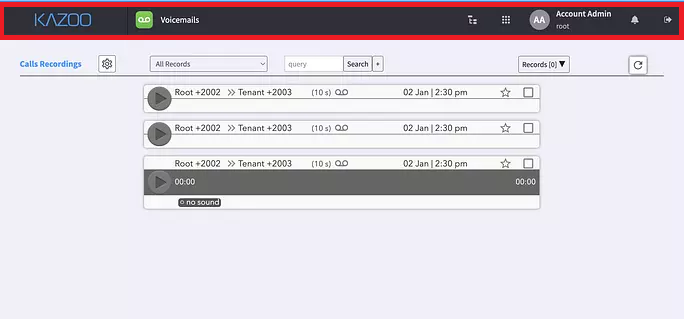 KAZOO Voicemails AA Account Admin
root
Calls Recordings All Records query Search + Records [0] ▼
Root +2002 >> Tenant +2003 (10 s) 02 Jan | 2:30 pm
Root +2002 >> Tenant +2003 (10 s) 02 Jan | 2:30 pm
Root +2002 >> Tenant +2003 (10 s) 02 Jan | 2:30 pm
00:00 00:00
no sound